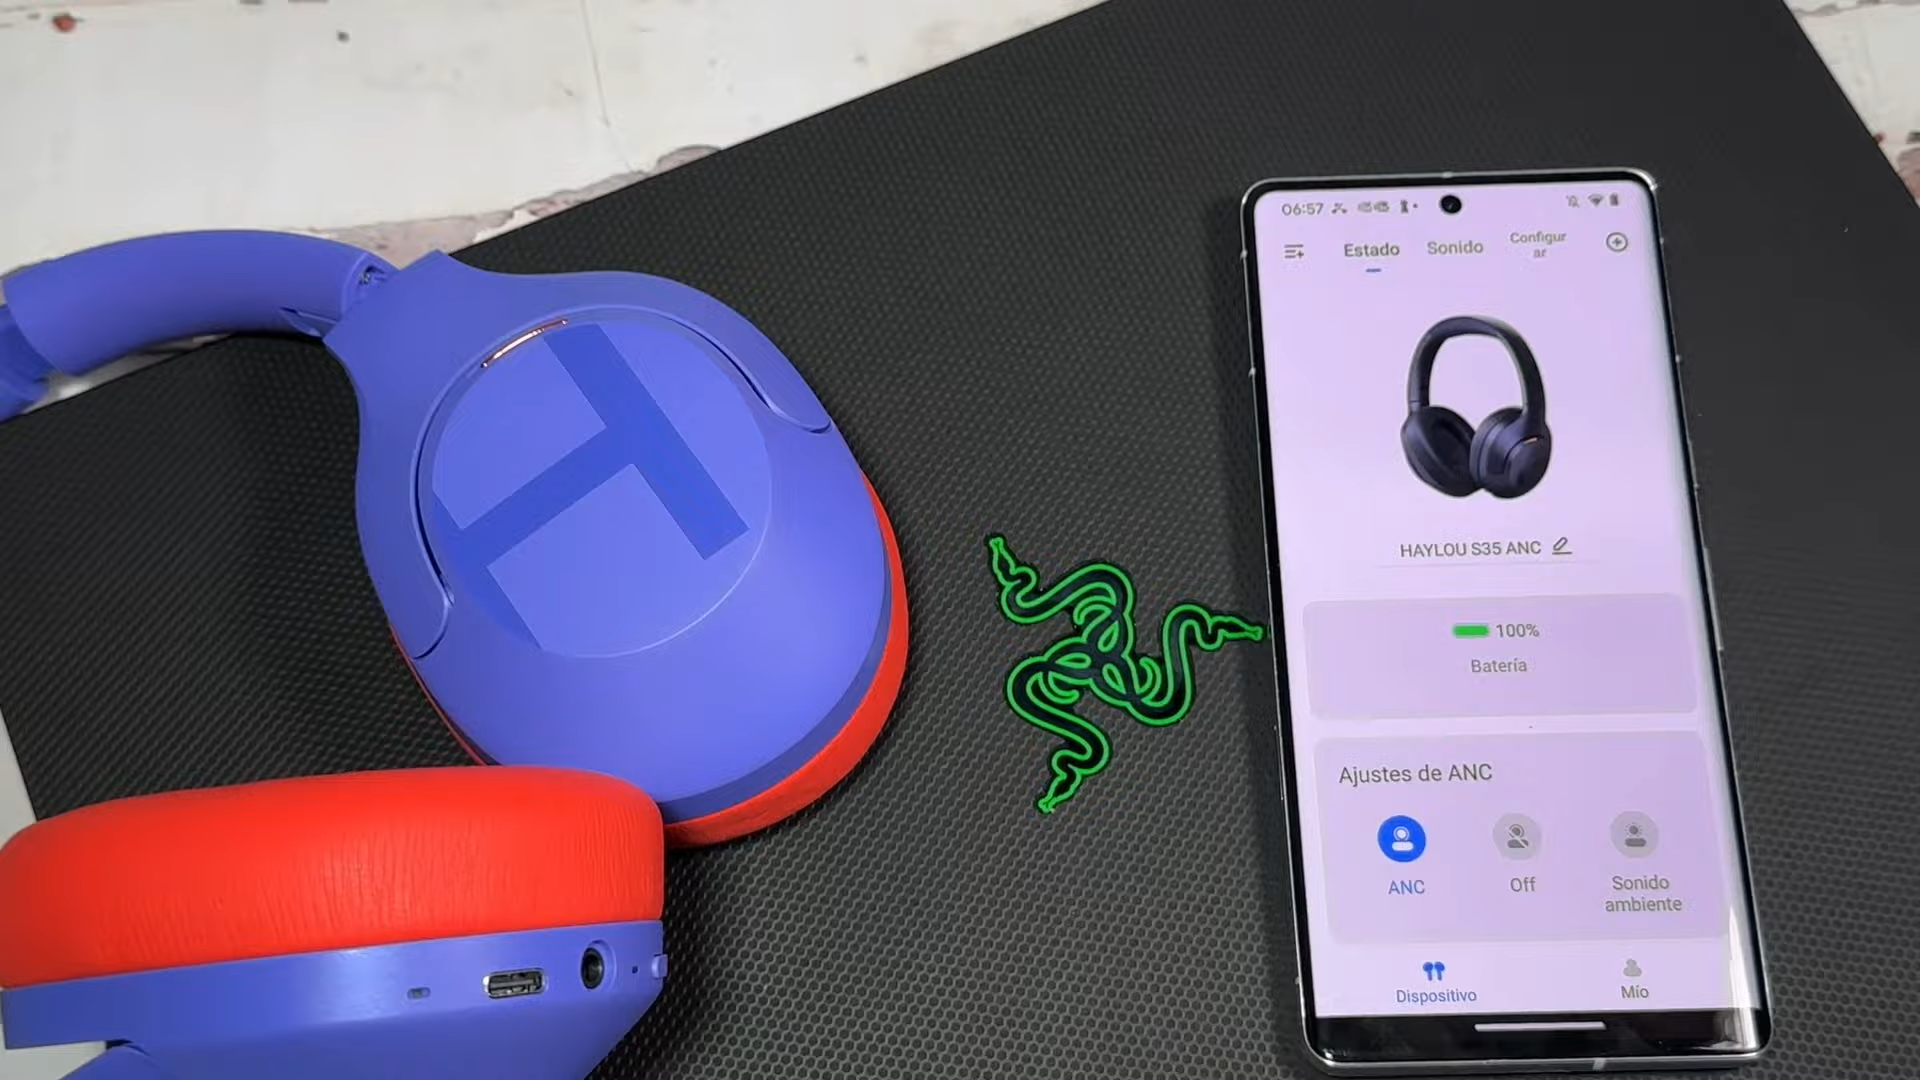 06:57
Estado
Sonido
Configur
ar
HAYLOU S35 ANC
100%
Batería
Ajustes de ANC
ANC
Off
Sonido
ambiente
Dispositivo
Mío